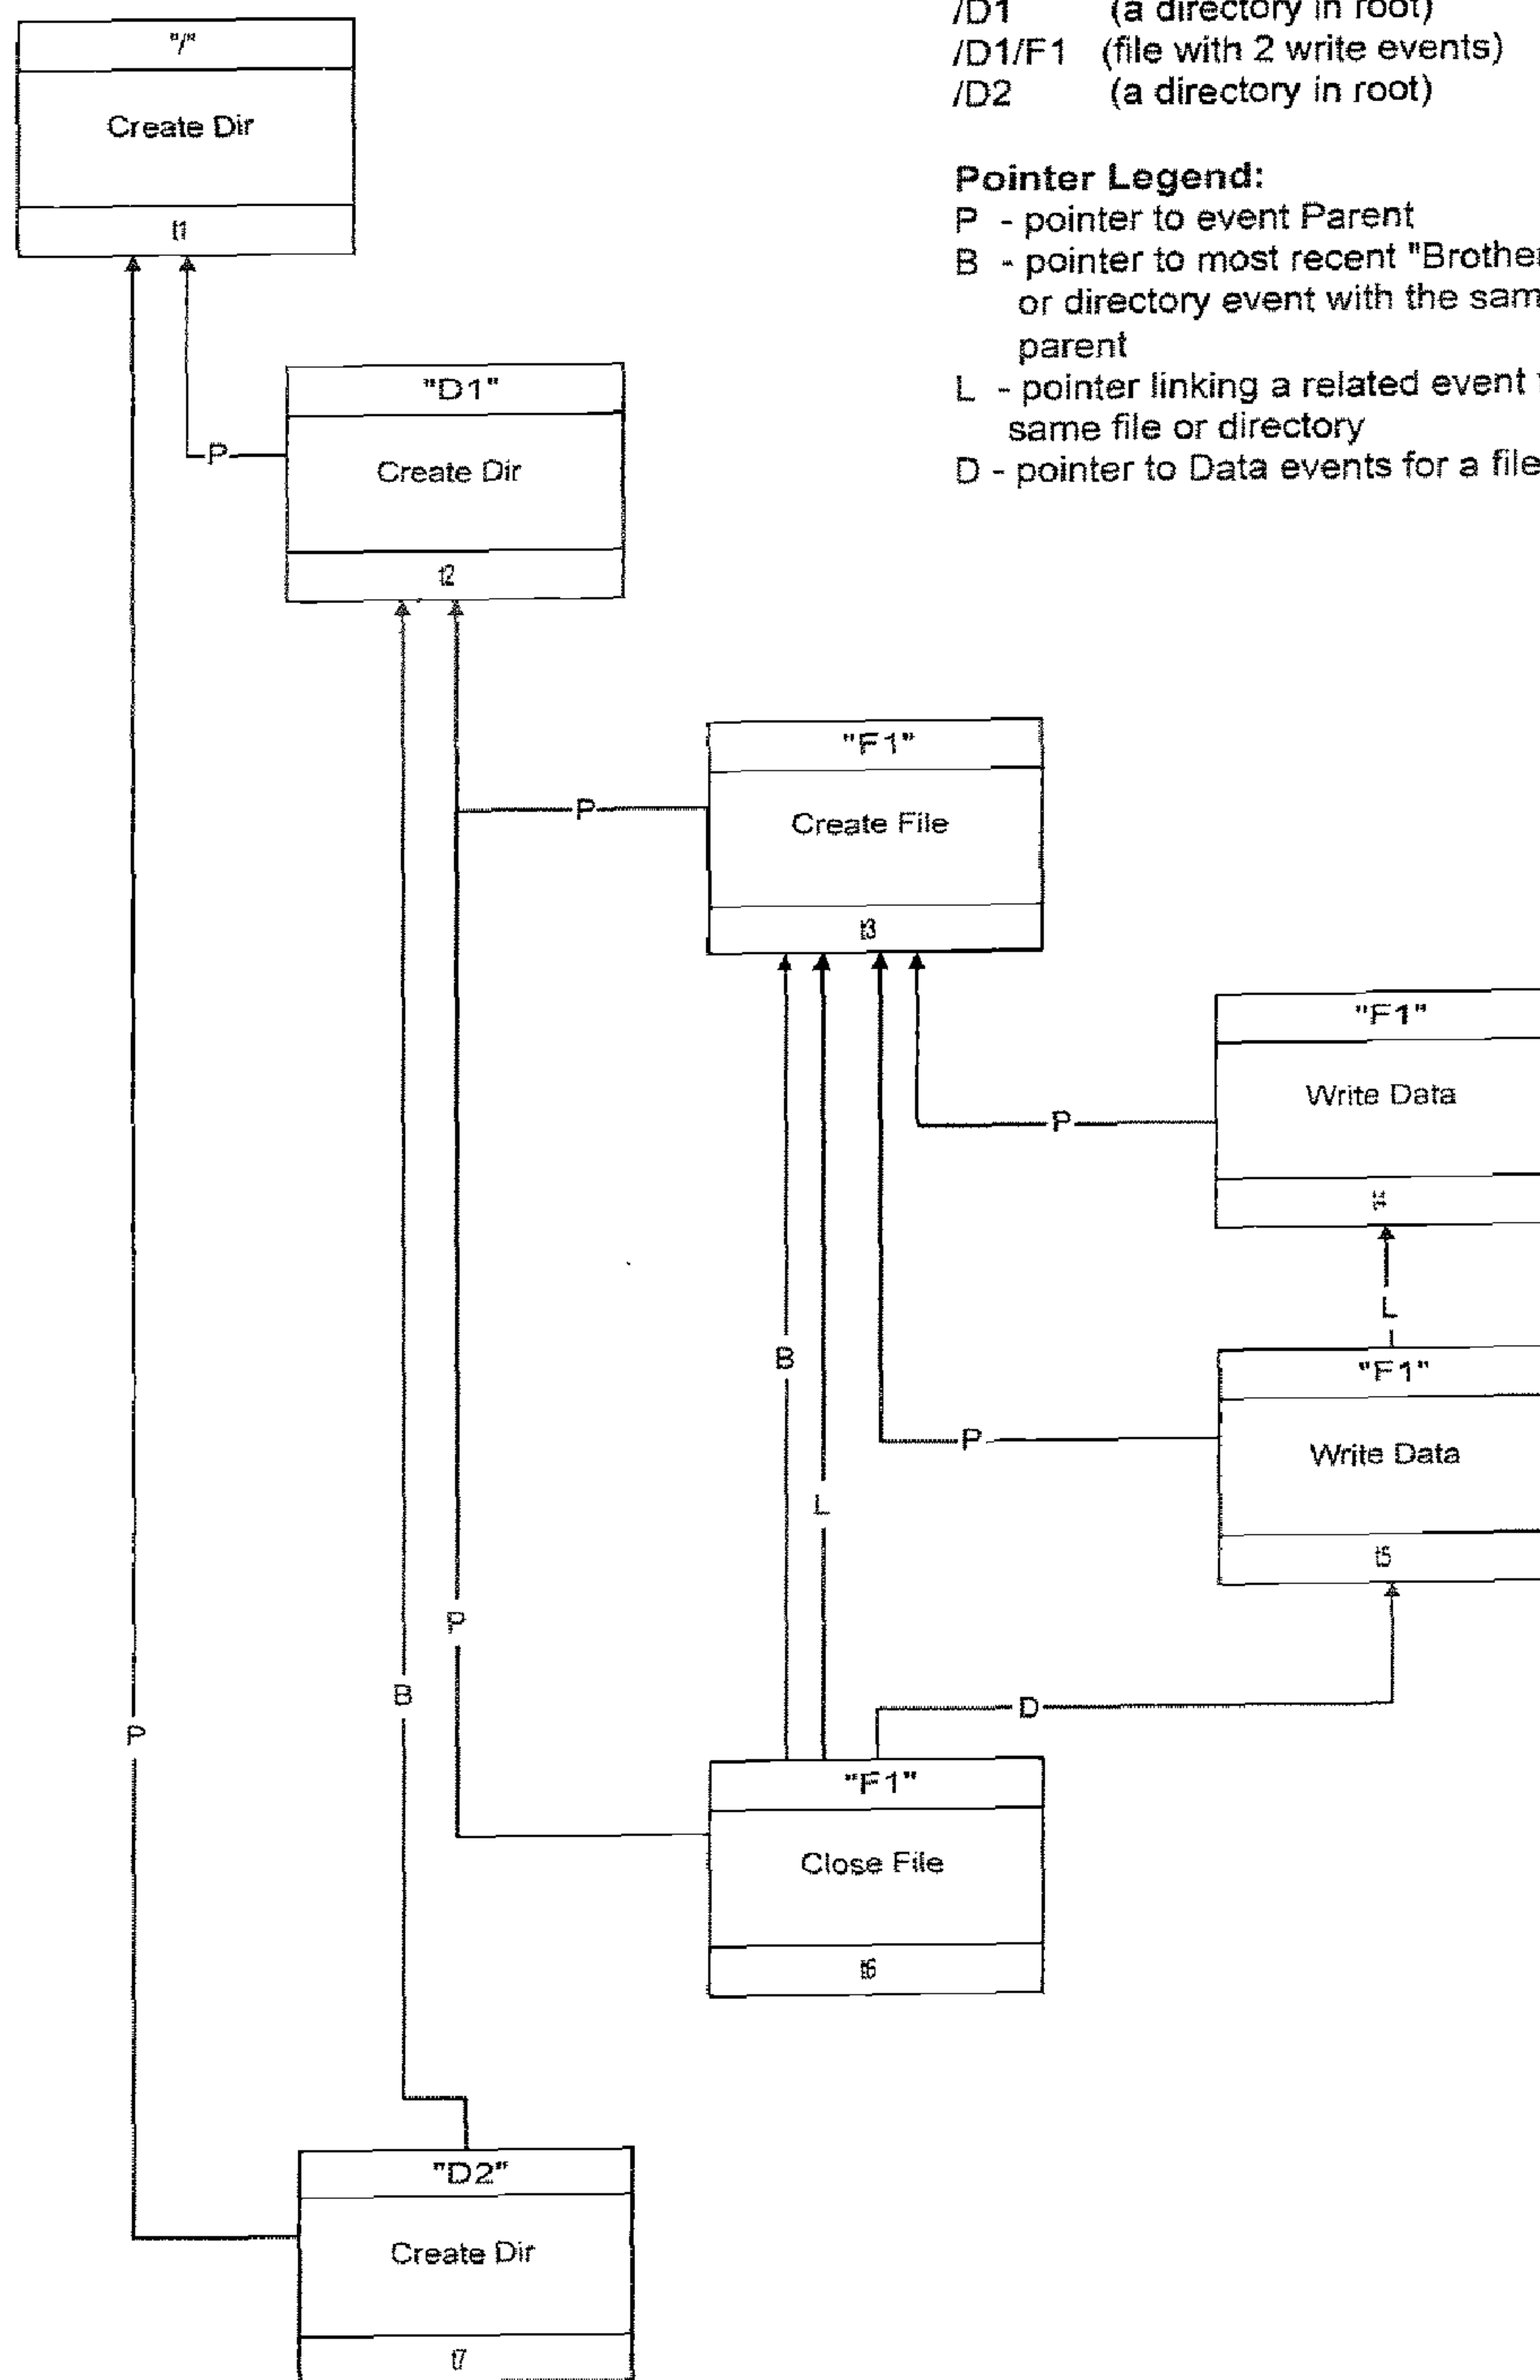 /D1 (a directory in root)
/D1/F1 (file with 2 write events)
/D2 (a directory in root)
Pointer Legend:
P - pointer to event Parent
B - pointer to most recent "Brother
or directory event with the sam
parent
L - pointer linking a related event
same file or directory
D - pointer to Data events for a file
"/"
Create Dir
t1
P
"D1"
Create Dir
t2
"F1"
P
Create File
t3
"F1"
Write Data
P
t4
L
B
"F1"
P
Write Data
L
t5
P
B
D
P
"F1"
Close File
t6
"D2"
Create Dir
t7